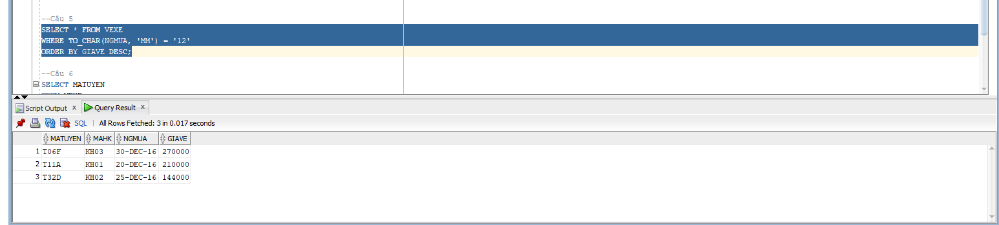 --Câu 5
SELECT * FROM VEXE
WHERE TO_CHAR(NGMUA, 'MM') = '12'
ORDER BY GIAVE DESC;
--Câu 6
SELECT MATUYEN
Script Output x Query Result x
SQL | All Rows Fetched: 3 in 0.017 seconds
MATUYEN MAHK NGMUA GIAVE
1 T06F KH03 30-DEC-16 270000
2 T11A KH01 20-DEC-16 210000
3 T32D KH02 25-DEC-16 144000